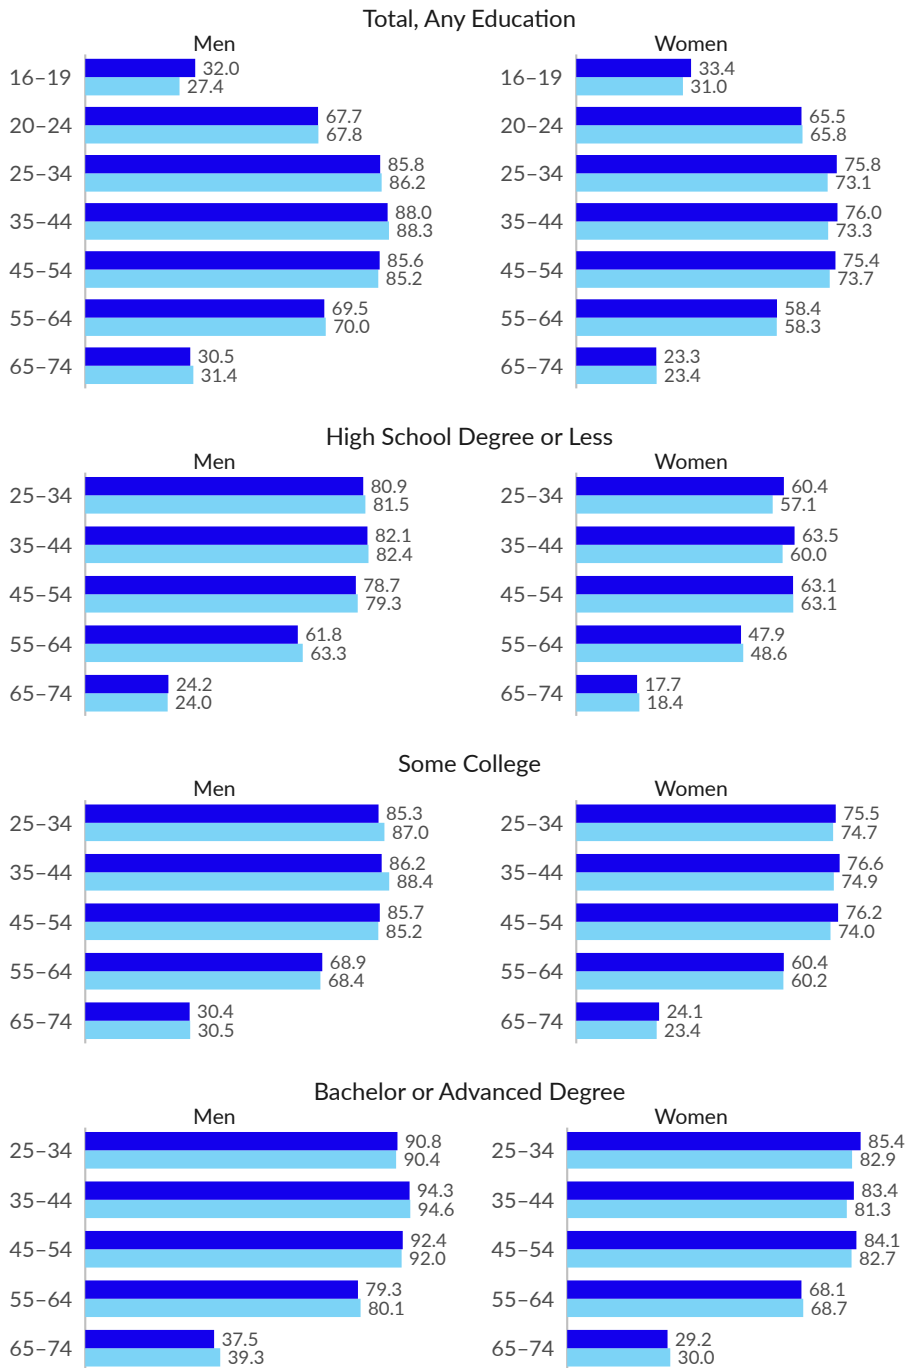 Total, Any Education
Men
Women
16–19 32.0 16–19 33.4
27.4 31.0
20–24 67.7 20–24 65.5
67.8 65.8
25–34 85.8 25–34 75.8
86.2 73.1
35–44 88.0 35–44 76.0
88.3 73.3
45–54 85.6 45–54 75.4
85.2 73.7
55–64 69.5 55–64 58.4
70.0 58.3
65–74 30.5 65–74 23.3
31.4 23.4
High School Degree or Less
Men
Women
25–34 80.9 25–34 60.4
81.5 57.1
35–44 82.1 35–44 63.5
82.4 60.0
45–54 78.7 45–54 63.1
79.3 63.1
55–64 61.8 55–64 47.9
63.3 48.6
65–74 24.2 65–74 17.7
24.0 18.4
Some College
Men
Women
25–34 85.3 25–34 75.5
87.0 74.7
35–44 86.2 35–44 76.6
88.4 74.9
45–54 85.7 45–54 76.2
85.2 74.0
55–64 68.9 55–64 60.4
68.4 60.2
65–74 30.4 65–74 24.1
30.5 23.4
Bachelor or Advanced Degree
Men
Women
25–34 90.8 25–34 85.4
90.4 82.9
35–44 94.3 35–44 83.4
94.6 81.3
45–54 92.4 45–54 84.1
92.0 82.7
55–64 79.3 55–64 68.1
80.1 68.7
65–74 37.5 65–74 29.2
39.3 30.0